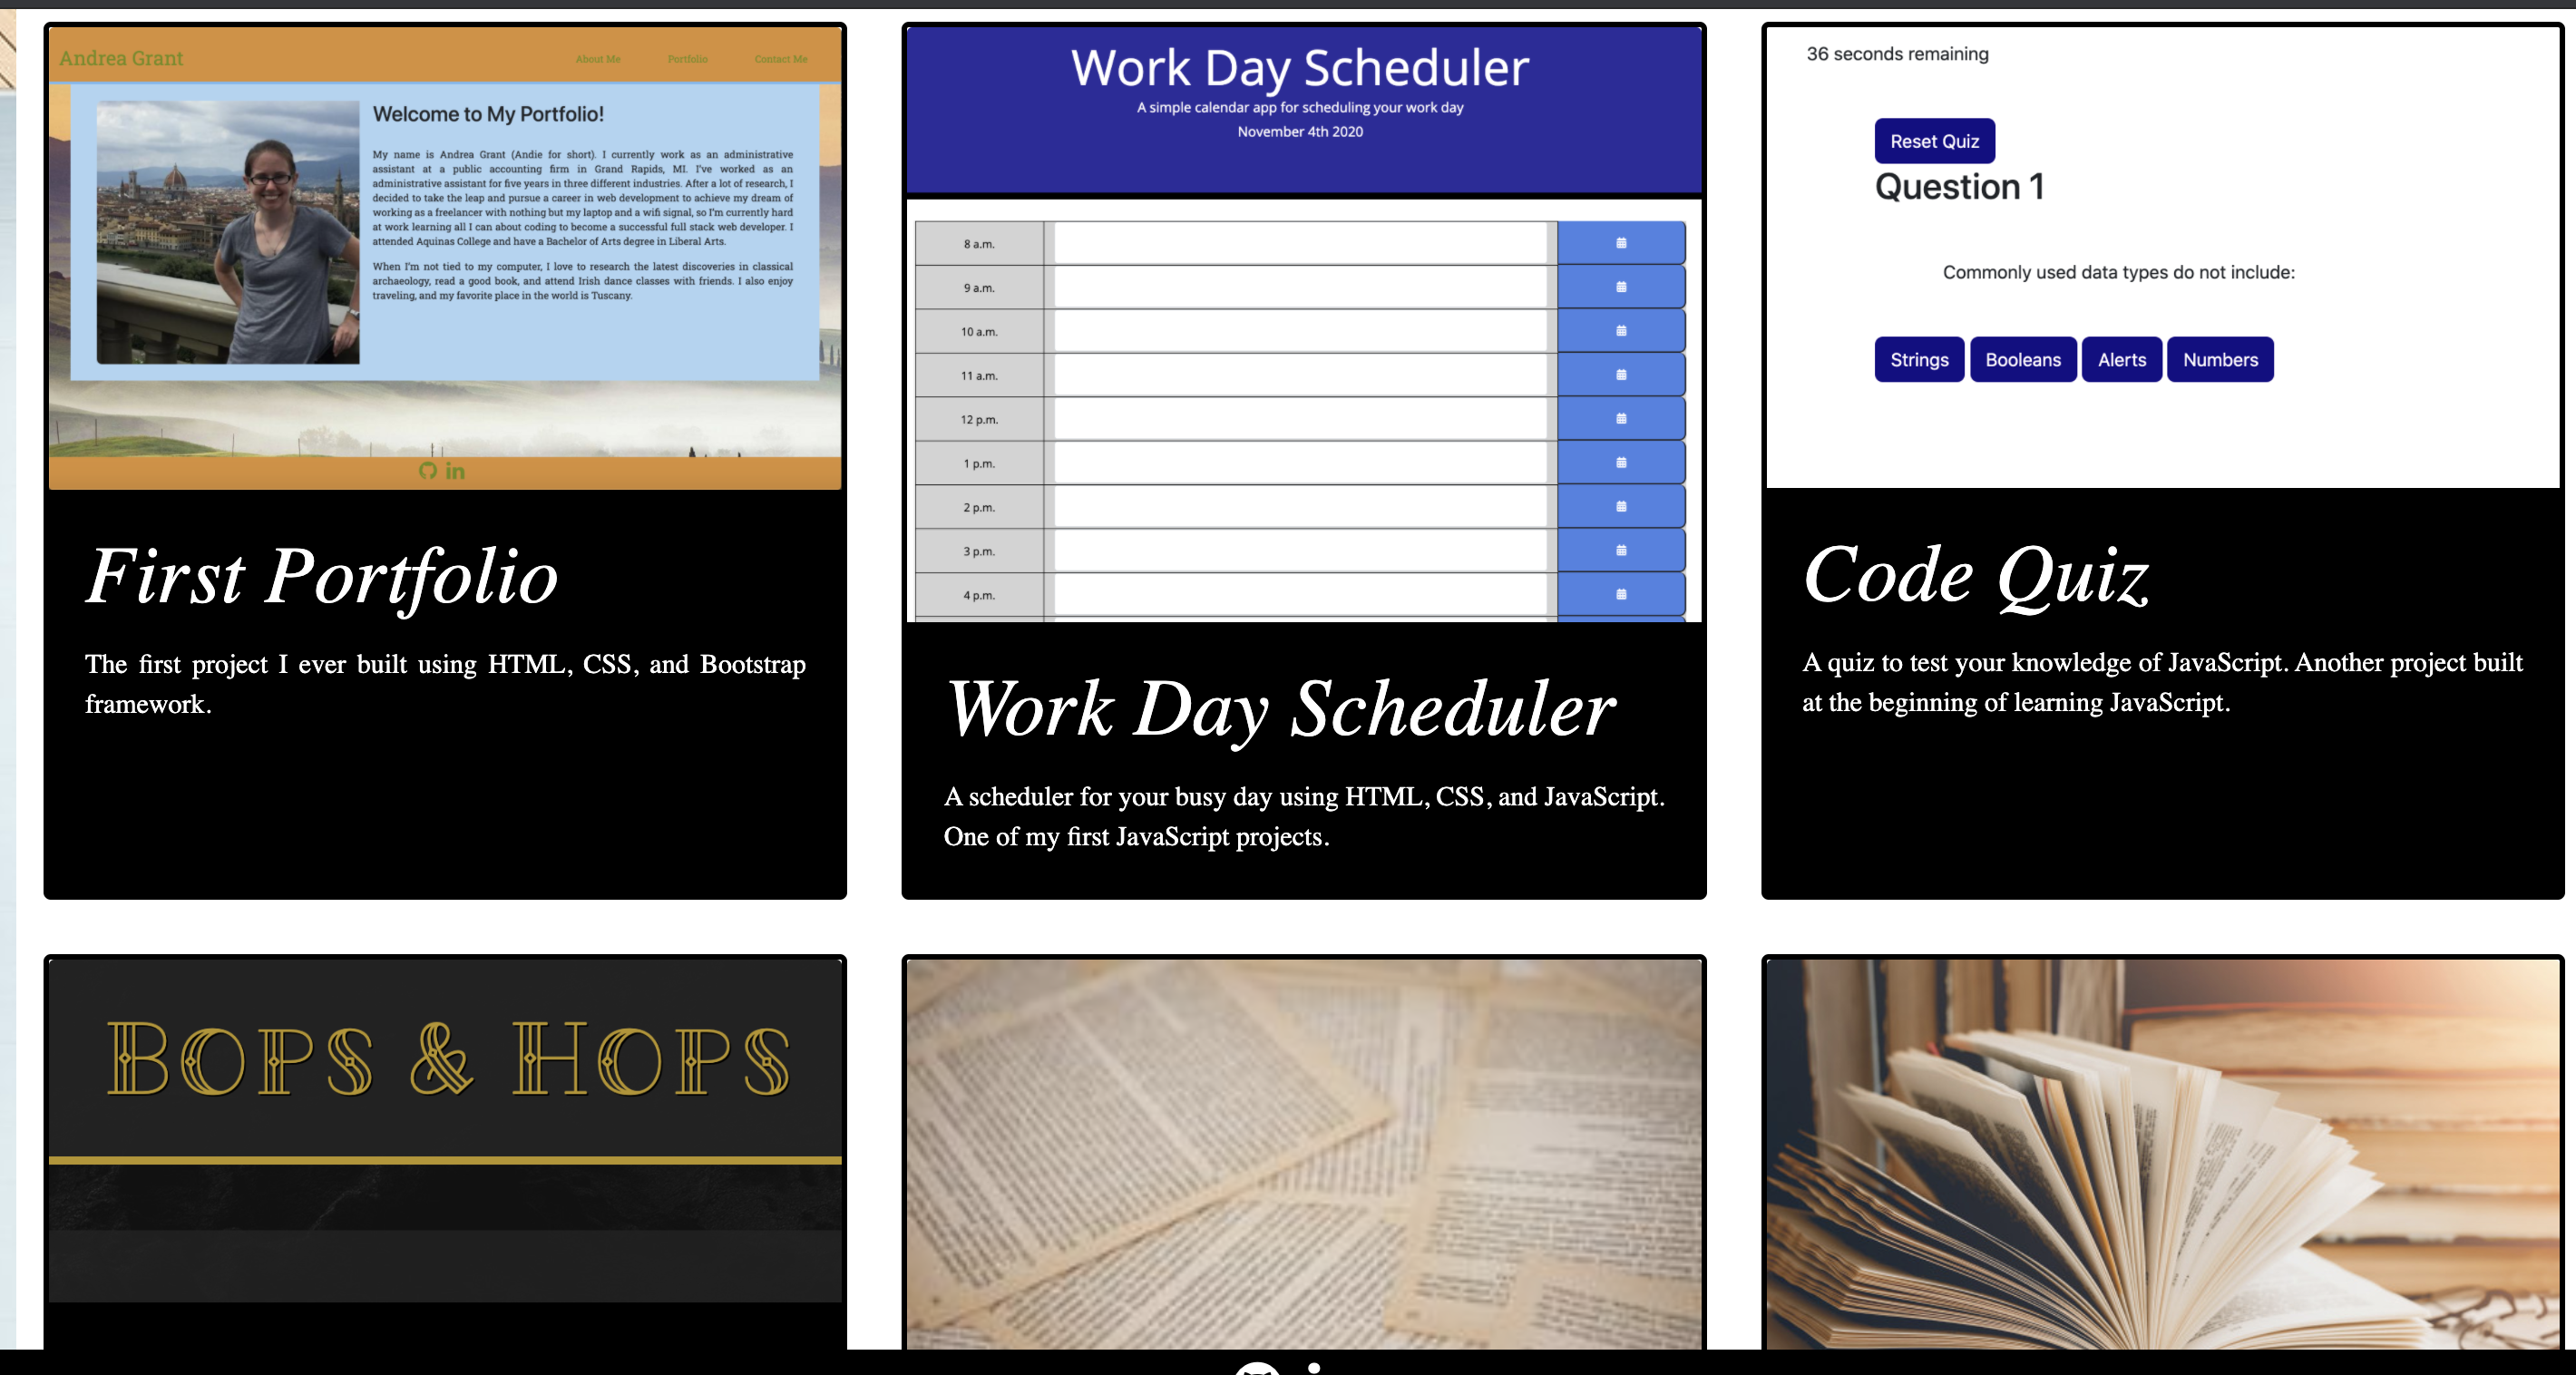 Andrea Grant
About Me Portfolio Contact Me
Welcome to My Portfolio!
My name is Andrea Grant (Andie for short). I currently work as an administrative
assistant at a public accounting firm in Grand Rapids, MI. I've worked as an
administrative assistant for five years in three different industries. After a lot of research, I
decided to take the leap and pursue a career in web development to achieve my dream of
working as a freelancer with nothing but my laptop and a wifi signal, so I'm currently hard
at work learning all I can about coding to become a successful full stack web developer. I
attended Aquinas College and have a Bachelor of Arts degree in Liberal Arts.
When I'm not tied to my computer, I love to research the latest discoveries in classical
archaeology, read a good book, and attend Irish dance classes with friends. I also enjoy
traveling, and my favorite place in the world is Tuscany.
in
First Portfolio
The first project I ever built using HTML, CSS, and Bootstrap
framework.
Work Day Scheduler
A simple calendar app for scheduling your work day
November 4th 2020
8 a.m.
9 a.m.
10 a.m.
11 a.m.
12 p.m.
1 p.m.
2 p.m.
3 p.m.
4 p.m.
Work Day Scheduler
A scheduler for your busy day using HTML, CSS, and JavaScript.
One of my first JavaScript projects.
36 seconds remaining
Reset Quiz
Question 1
Commonly used data types do not include:
Strings Booleans Alerts Numbers
Code Quiz
A quiz to test your knowledge of JavaScript. Another project built
at the beginning of learning JavaScript.
BOPS & HOPS